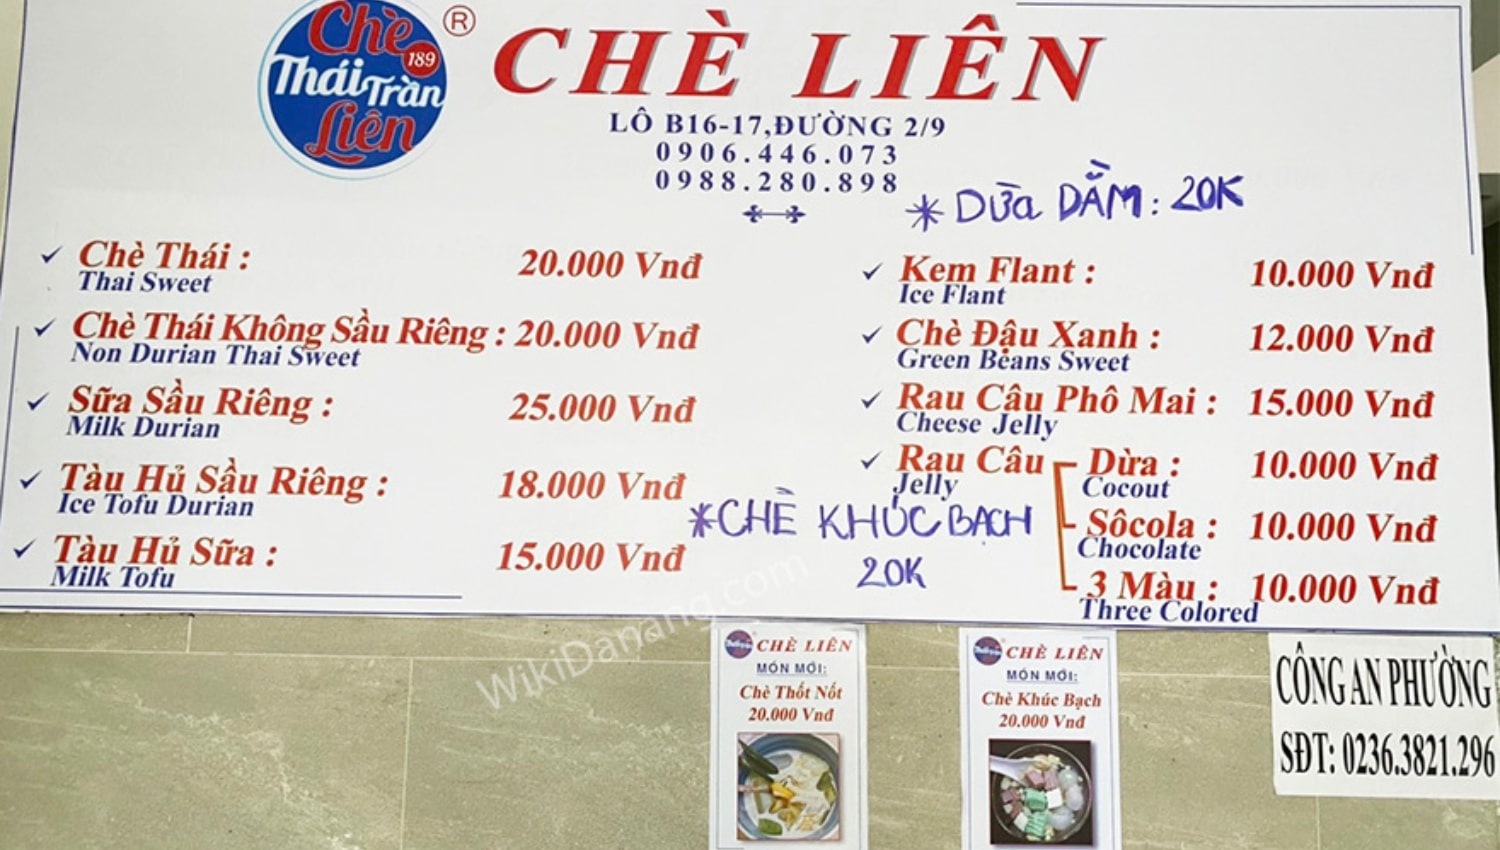 Chè
189
Thái Trần
Liên
®
CHÈ LIÊN
LÔ B16-17,ĐƯỜNG 2/9
0906.446.073
0988.280.898
* DỪA DẦM: 20K
Chè Thái : 20.000 Vnđ
Thai Sweet
Chè Thái Không Sầu Riêng : 20.000 Vnđ
Non Durian Thai Sweet
Sữa Sầu Riêng : 25.000 Vnđ
Milk Durian
Tàu Hủ Sầu Riêng : 18.000 Vnđ
Ice Tofu Durian
Tàu Hủ Sữa : 15.000 Vnđ
Milk Tofu
Kem Flant : 10.000 Vnđ
Ice Flant
Chè Đậu Xanh : 12.000 Vnđ
Green Beans Sweet
Rau Câu Phô Mai : 15.000 Vnđ
Cheese Jelly
Rau Câu Dừa : 10.000 Vnđ
Jelly Cocout
Sôcola : 10.000 Vnđ
Chocolate
3 Màu : 10.000 Vnđ
Three Colored
*CHÈ KHÚC BẠCH
20K
WikiDanang.com
CHÈ LIÊN
MÓN MỚI:
Chè Thốt Nốt
20.000 Vnđ
CHÈ LIÊN
MÓN MỚI:
Chè Khúc Bạch
20.000 Vnđ
CÔNG AN PHƯỜNG
SĐT: 0236.3821.296